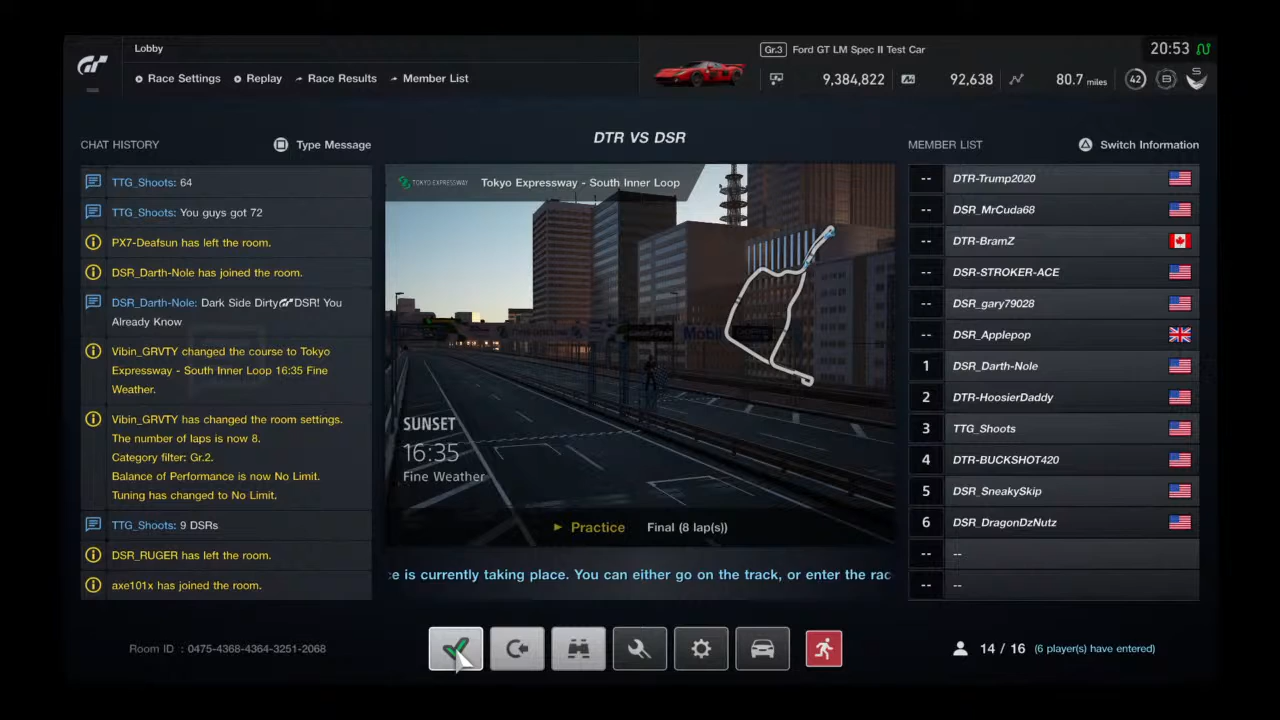 Lobby
Race Settings
Replay
Race Results
Member List
Gr.3 Ford GT LM Spec II Test Car
20:53
9,384,822
92,638
80.7 miles
42
B
S
CHAT HISTORY
Type Message
DTR VS DSR
MEMBER LIST
Switch Information
TTG_Shoots: 64
TTG_Shoots: You guys got 72
PX7-Deafsun has left the room.
DSR_Darth-Nole has joined the room.
DSR_Darth-Nole: Dark Side Dirty DSR! You
Already Know
Vibin_GRVTY changed the course to Tokyo
Expressway - South Inner Loop 16:35 Fine
Weather.
Vibin_GRVTY has changed the room settings.
The number of laps is now 8.
Category filter: Gr.2.
Balance of Performance is now No Limit.
Tuning has changed to No Limit.
TTG_Shoots: 9 DSRs
DSR_RUGER has left the room.
axe101x has joined the room.
TOKYO EXPRESSWAY
Tokyo Expressway - South Inner Loop
SUNSET
16:35
Fine Weather
Practice
Final (8 lap(s))
e is currently taking place. You can either go on the track, or enter the rac
-- DTR-Trump2020
-- DSR_MrCuda68
-- DTR-BramZ
-- DSR-STROKER-ACE
-- DSR_gary79028
-- DSR_Applepop
1 DSR_Darth-Nole
2 DTR-HoosierDaddy
3 TTG_Shoots
4 DTR-BUCKSHOT420
5 DSR_SneakySkip
6 DSR_DragonDzNutz
-- --
-- --
Room ID : 0475-4368-4364-3251-2068
14 / 16 (6 player(s) have entered)